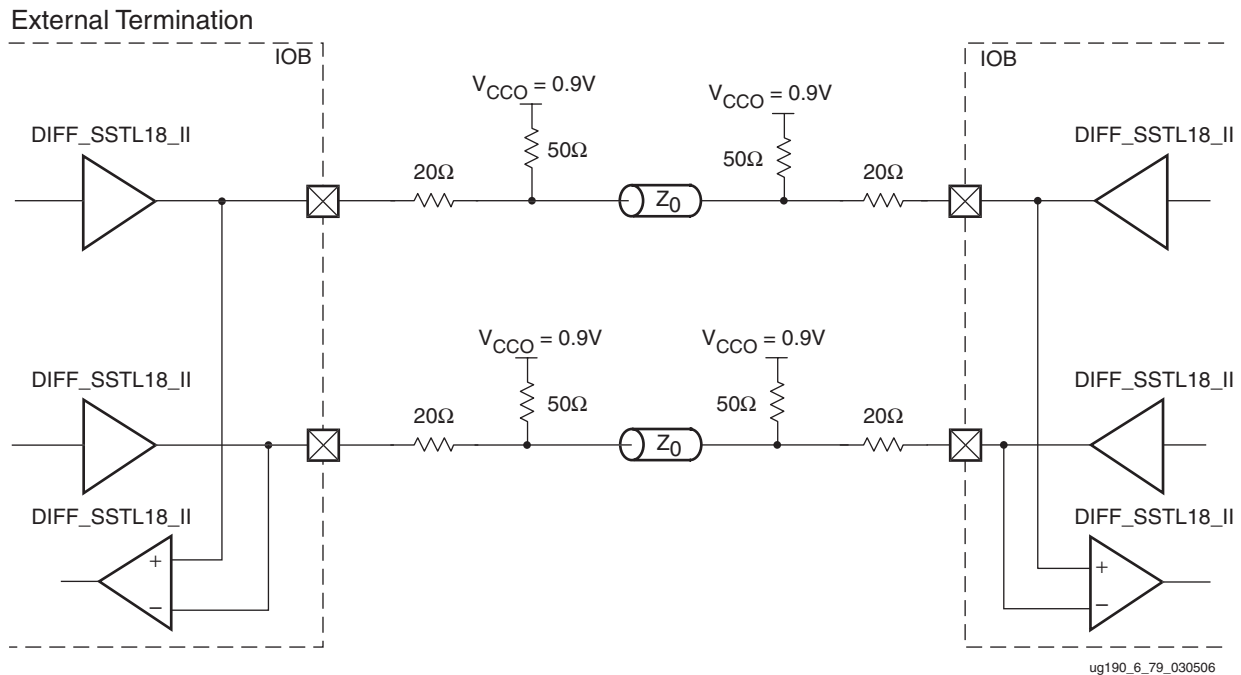 External Termination
IOB
IOB
V_CCO = 0.9V
V_CCO = 0.9V
DIFF_SSTL18_II
DIFF_SSTL18_II
50Ω
50Ω
20Ω
20Ω
Z_0
V_CCO = 0.9V
V_CCO = 0.9V
DIFF_SSTL18_II
DIFF_SSTL18_II
50Ω
50Ω
20Ω
20Ω
Z_0
DIFF_SSTL18_II
DIFF_SSTL18_II
+
+
−
−
ug190_6_79_030506